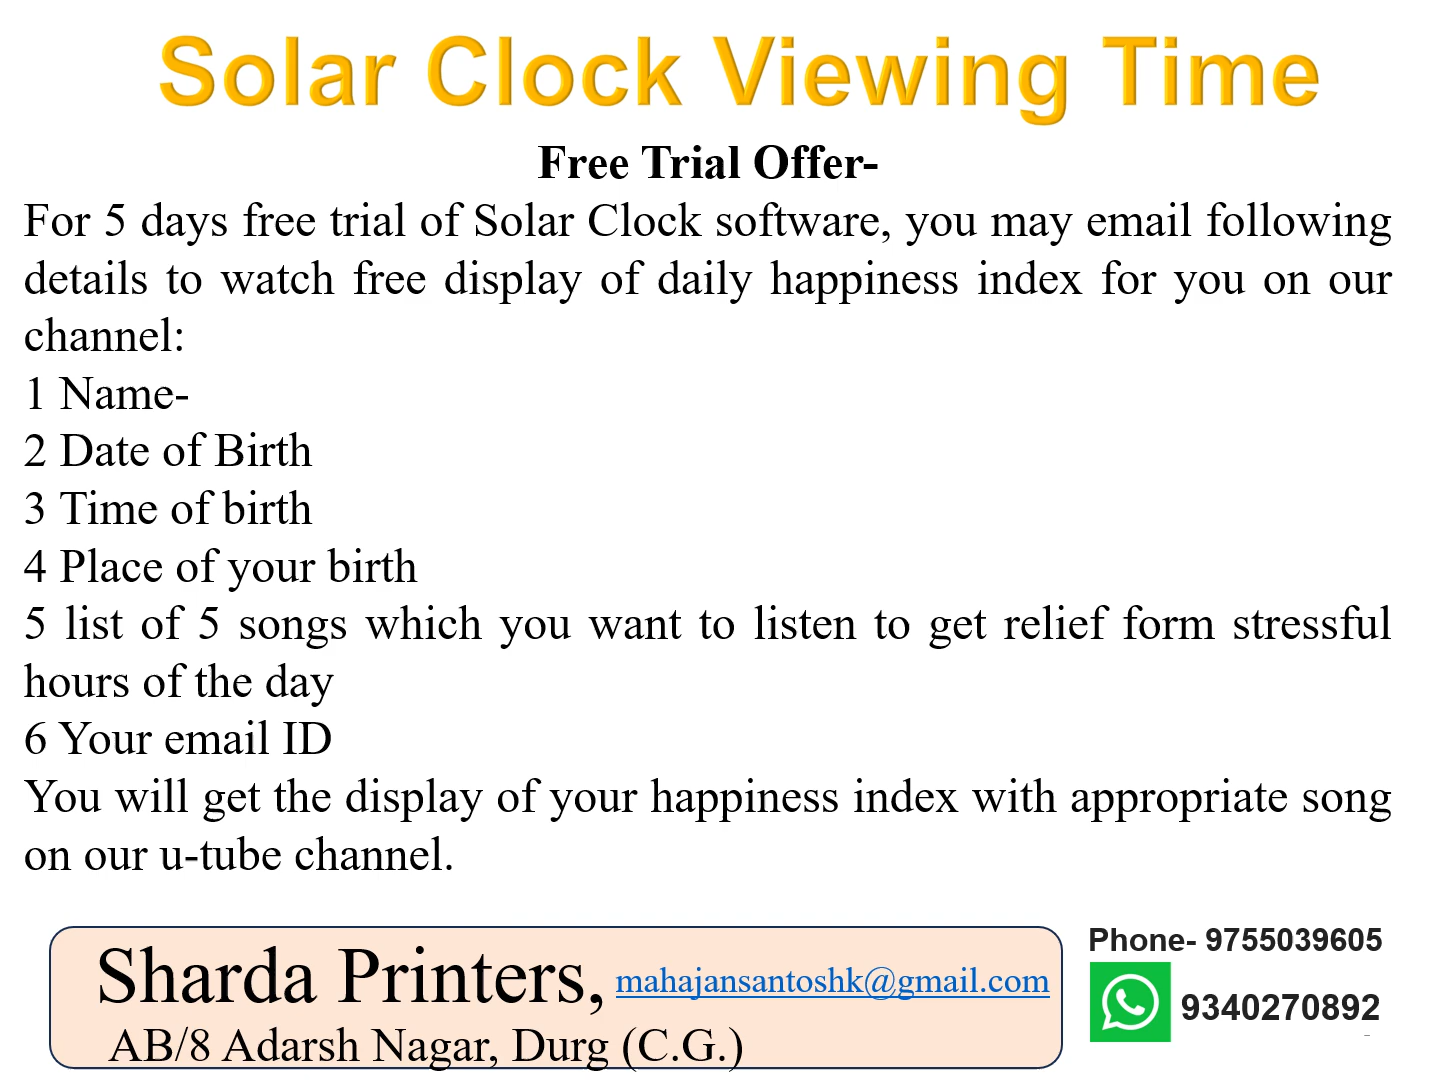 Solar Clock Viewing Time
Free Trial Offer-
For 5 days free trial of Solar Clock software, you may email following
details to watch free display of daily happiness index for you on our
channel:
1 Name-
2 Date of Birth
3 Time of birth
4 Place of your birth
5 list of 5 songs which you want to listen to get relief form stressful
hours of the day
6 Your email ID
You will get the display of your happiness index with appropriate song
on our u-tube channel.
Sharda Printers, mahajansantoshk@gmail.com
AB/8 Adarsh Nagar, Durg (C.G.)
Phone- 9755039605
9340270892